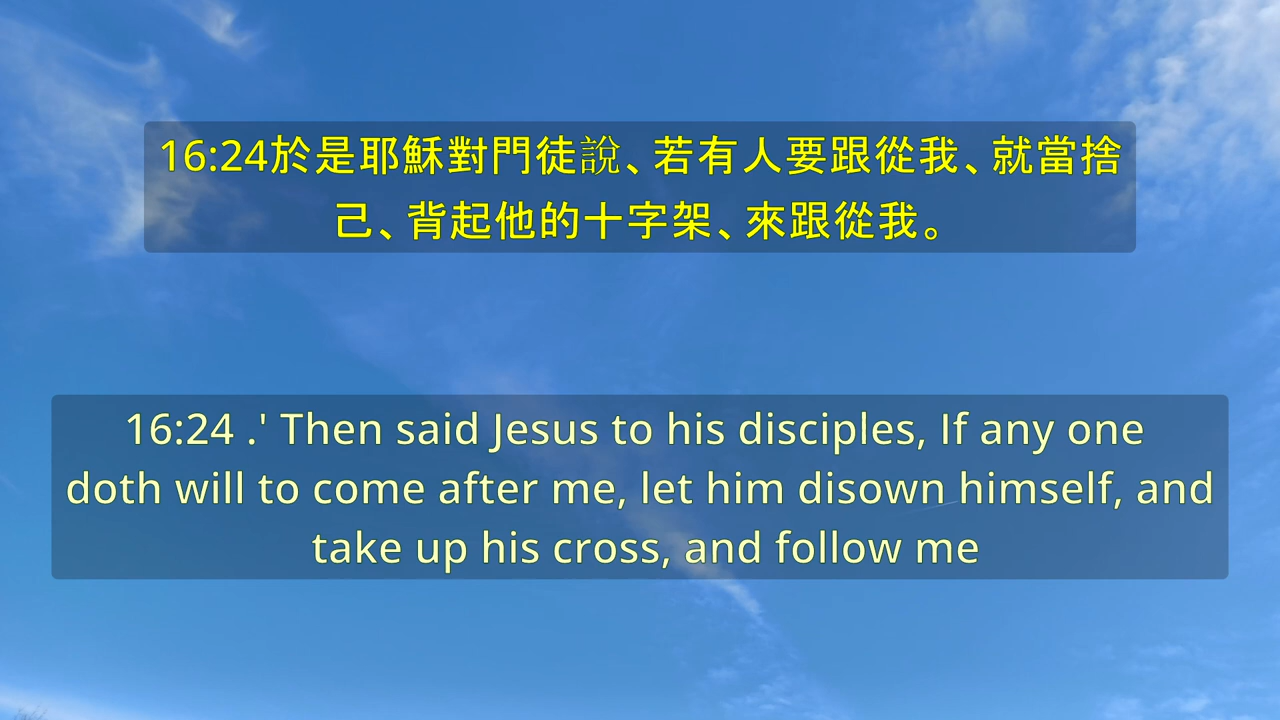 16:24於是耶穌對門徒說、若有人要跟從我、就當捨
己、背起他的十字架、來跟從我。
16:24 .' Then said Jesus to his disciples, If any one
doth will to come after me, let him disown himself, and
take up his cross, and follow me